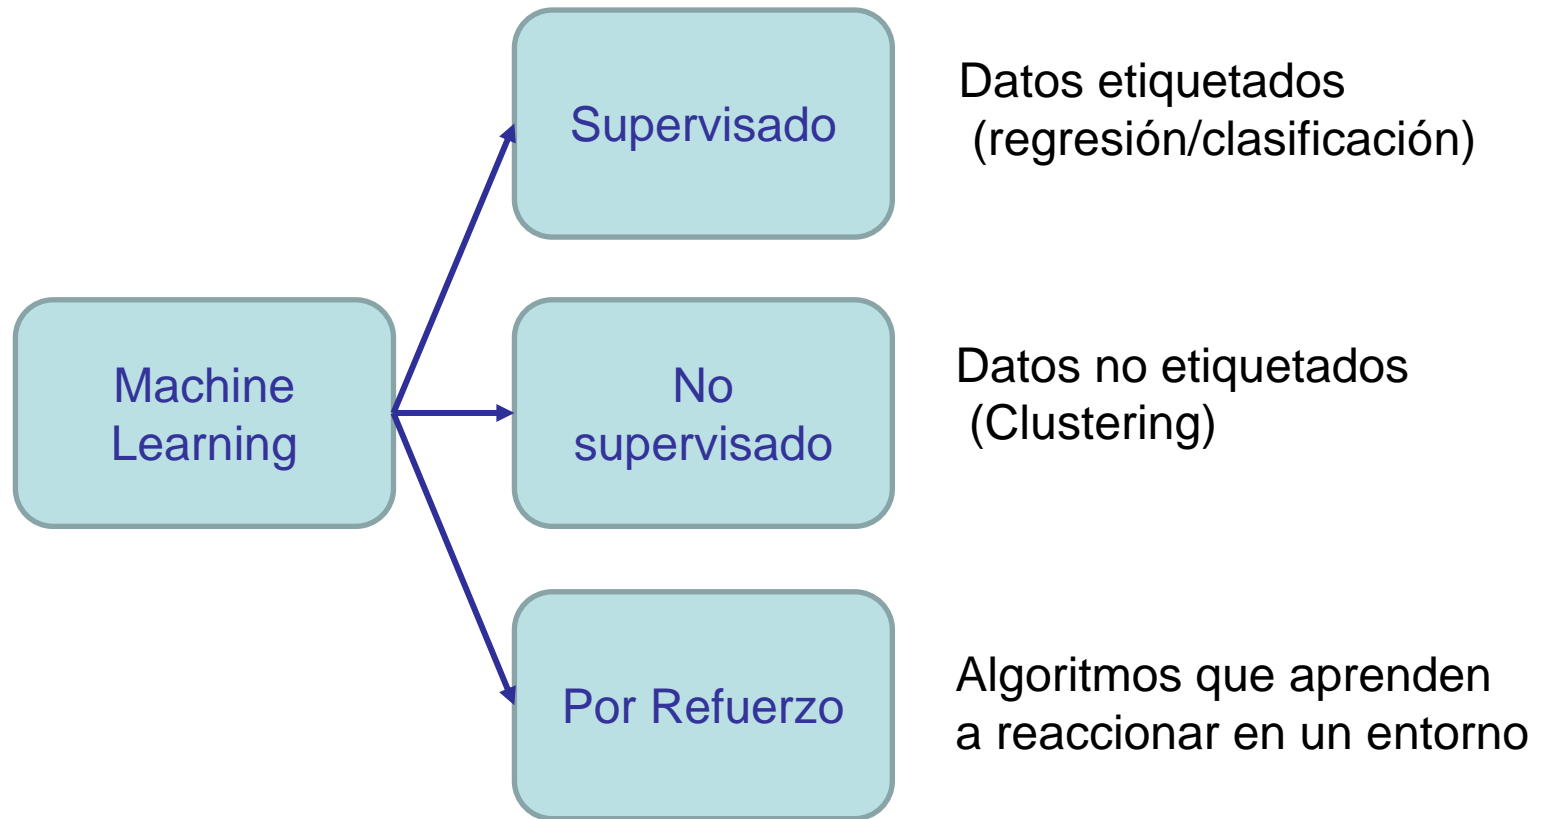 Supervisado
Datos etiquetados
(regresión/clasificación)
Machine
Learning
No
supervisado
Datos no etiquetados
(Clustering)
Por Refuerzo
Algoritmos que aprenden
a reaccionar en un entorno